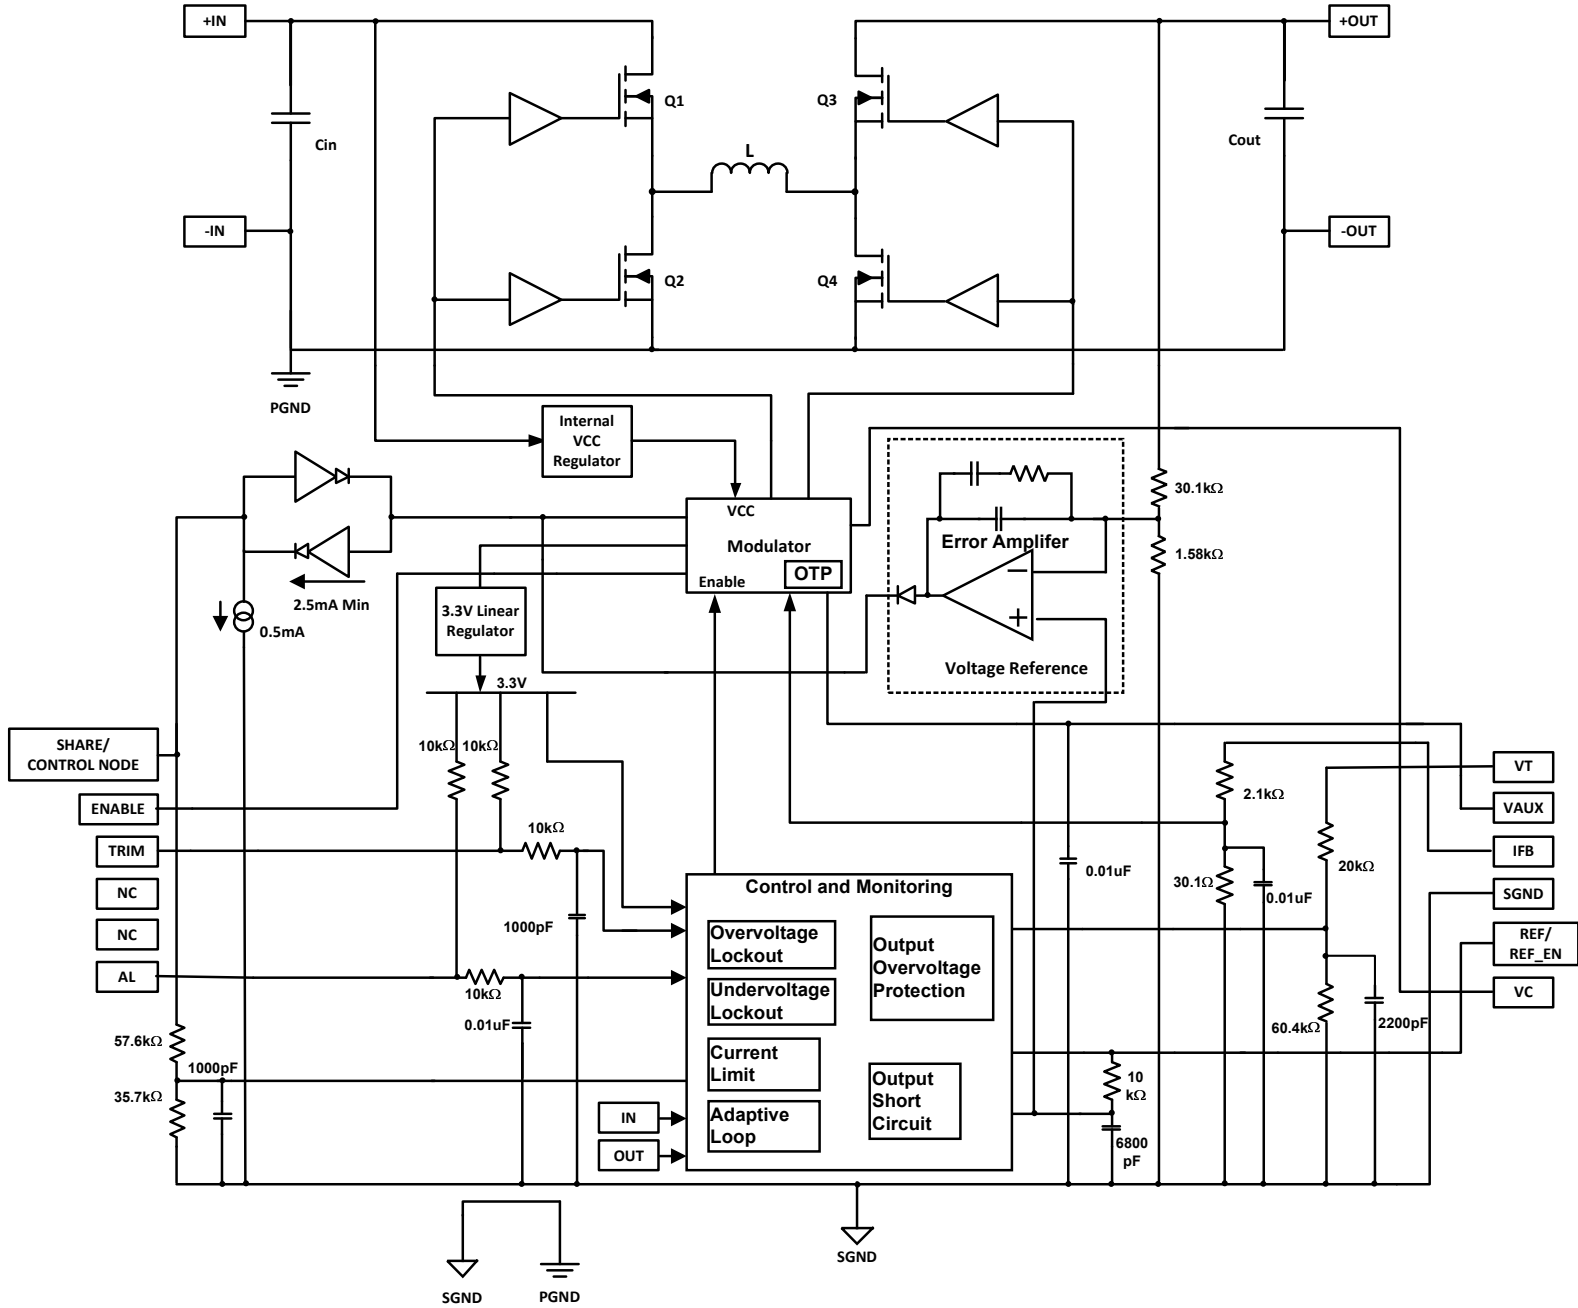 +IN
+OUT
Q1
Q3
Cin
Cout
L
-IN
-OUT
Q2
Q4
PGND
Internal
VCC
Regulator
30.1kΩ
VCC
Modulator
OTP
Enable
Error Amplifer
1.58kΩ
2.5mA Min
0.5mA
3.3V Linear
Regulator
Voltage Reference
3.3V
SHARE/
CONTROL NODE
10kΩ
10kΩ
VT
2.1kΩ
VAUX
ENABLE
TRIM
10kΩ
IFB
0.01uF
20kΩ
30.1Ω
0.01uF
NC
SGND
Control and Monitoring
1000pF
NC
Overvoltage
Lockout
Output
Overvoltage
Protection
REF/
REF_EN
AL
10kΩ
Undervoltage
Lockout
VC
0.01uF
60.4kΩ
2200pF
57.6kΩ
1000pF
Current
Limit
10
kΩ
35.7kΩ
Output
Short
Circuit
IN
Adaptive
Loop
OUT
6800
pF
SGND
SGND
PGND